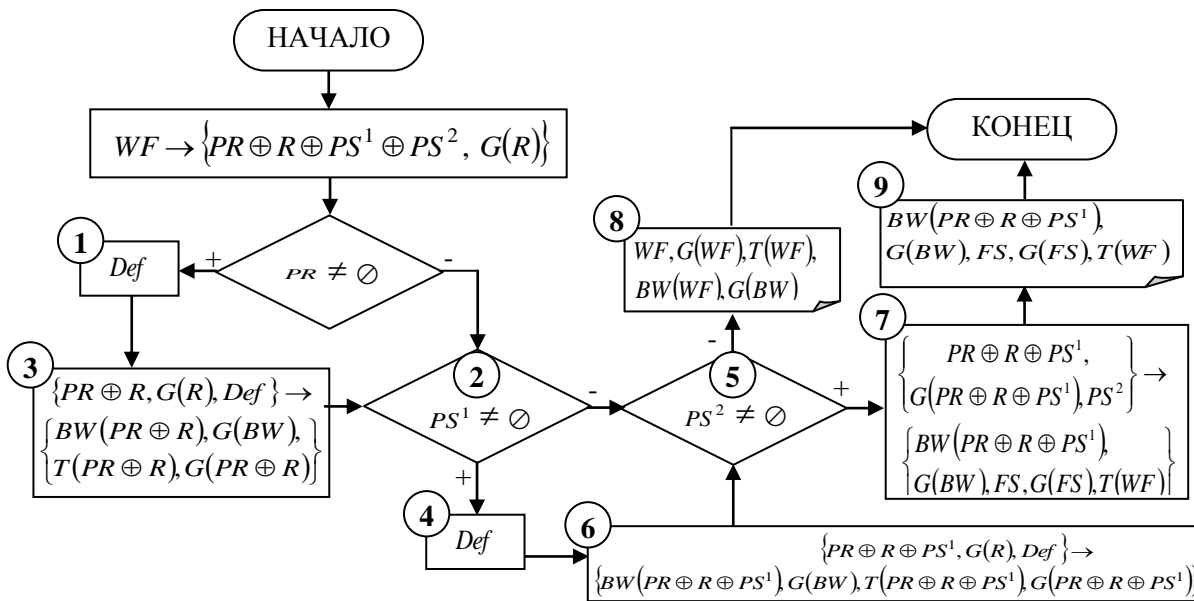 НАЧАЛО
WF → {PR ⊕ R ⊕ PS¹ ⊕ PS², G(R)}
КОНЕЦ
1
Def
+
PR ≠ ∅
-
8
WF, G(WF), T(WF),
BW(WF), G(BW)
9
BW(PR ⊕ R ⊕ PS¹),
G(BW), FS, G(FS), T(WF)
3
{PR ⊕ R, G(R), Def} →
{BW(PR ⊕ R), G(BW),
T(PR ⊕ R), G(PR ⊕ R)}
2
PS¹ ≠ ∅
-
+
5
-
PS² ≠ ∅
+
7
{PR ⊕ R ⊕ PS¹,
G(PR ⊕ R ⊕ PS¹), PS²} →
{BW(PR ⊕ R ⊕ PS¹),
G(BW), FS, G(FS), T(WF)}
4
Def
6
{PR ⊕ R ⊕ PS¹, G(R), Def} →
{BW(PR ⊕ R ⊕ PS¹), G(BW), T(PR ⊕ R ⊕ PS¹), G(PR ⊕ R ⊕ PS¹)}